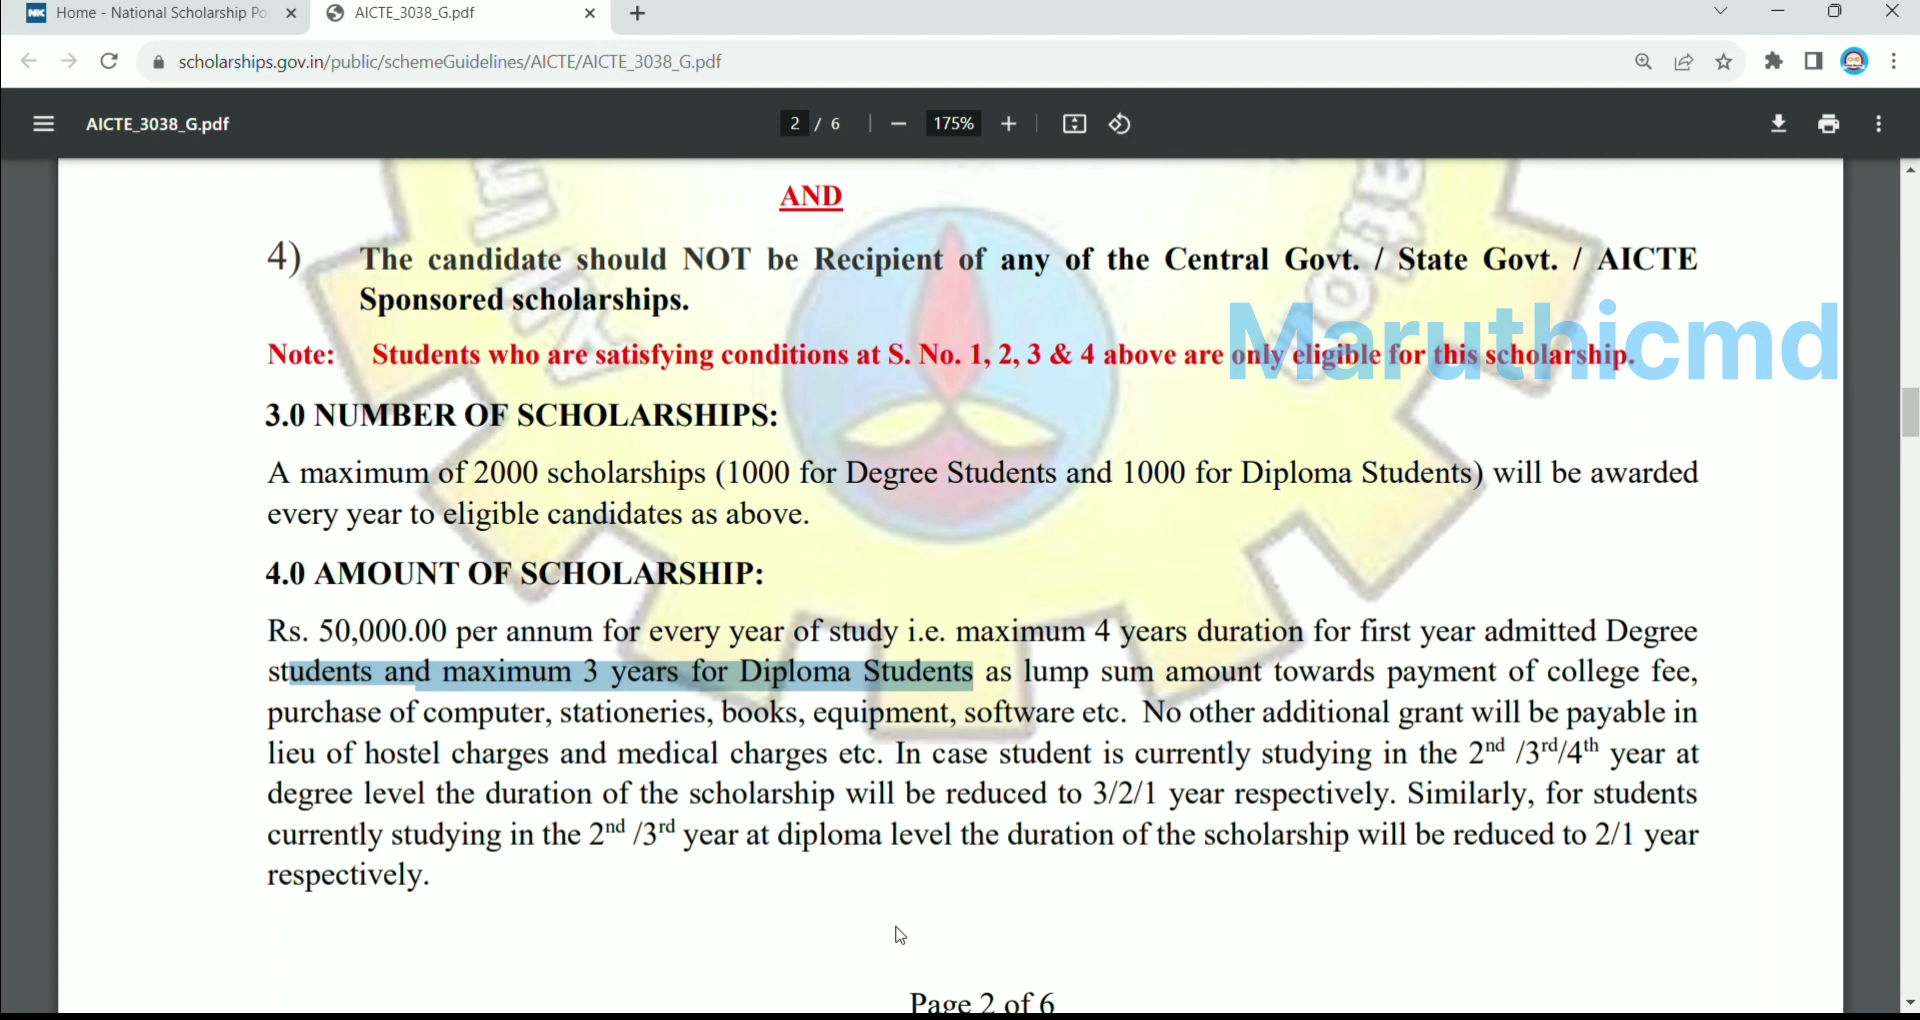 Home - National Scholarship Po
AICTE_3038_G.pdf
scholarships.gov.in/public/schemeGuidelines/AICTE/AICTE_3038_G.pdf
AICTE_3038_G.pdf
2 / 6
175%
AND
4) The candidate should NOT be Recipient of any of the Central Govt. / State Govt. / AICTE
Sponsored scholarships.
Maruthicmd
Note: Students who are satisfying conditions at S. No. 1, 2, 3 & 4 above are only eligible for this scholarship.
3.0 NUMBER OF SCHOLARSHIPS:
A maximum of 2000 scholarships (1000 for Degree Students and 1000 for Diploma Students) will be awarded
every year to eligible candidates as above.
4.0 AMOUNT OF SCHOLARSHIP:
Rs. 50,000.00 per annum for every year of study i.e. maximum 4 years duration for first year admitted Degree
students and maximum 3 years for Diploma Students as lump sum amount towards payment of college fee,
purchase of computer, stationeries, books, equipment, software etc. No other additional grant will be payable in
lieu of hostel charges and medical charges etc. In case student is currently studying in the 2nd /3rd/4th year at
degree level the duration of the scholarship will be reduced to 3/2/1 year respectively. Similarly, for students
currently studying in the 2nd /3rd year at diploma level the duration of the scholarship will be reduced to 2/1 year
respectively.
Page 2 of 6